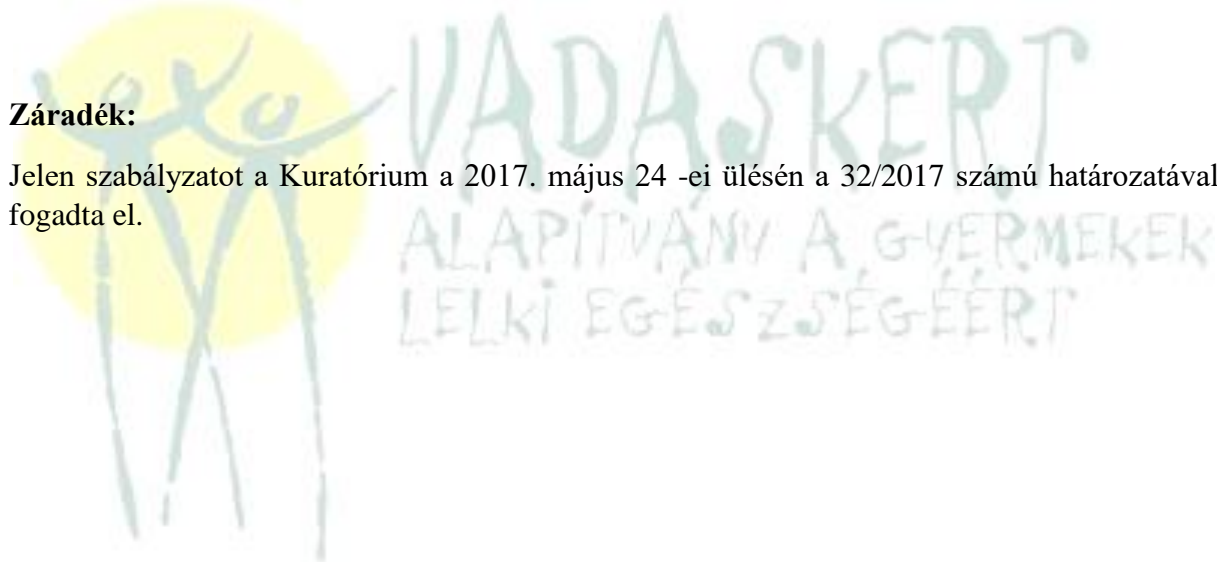 VADASKERT
Záradék:
Jelen szabályzatot a Kuratórium a 2017. május 24 -ei ülésén a 32/2017 számú határozatával
fogadta el.
ALAPÍTVÁNY A GYERMEKEK
LELKI EGÉSZSÉGÉÉRT